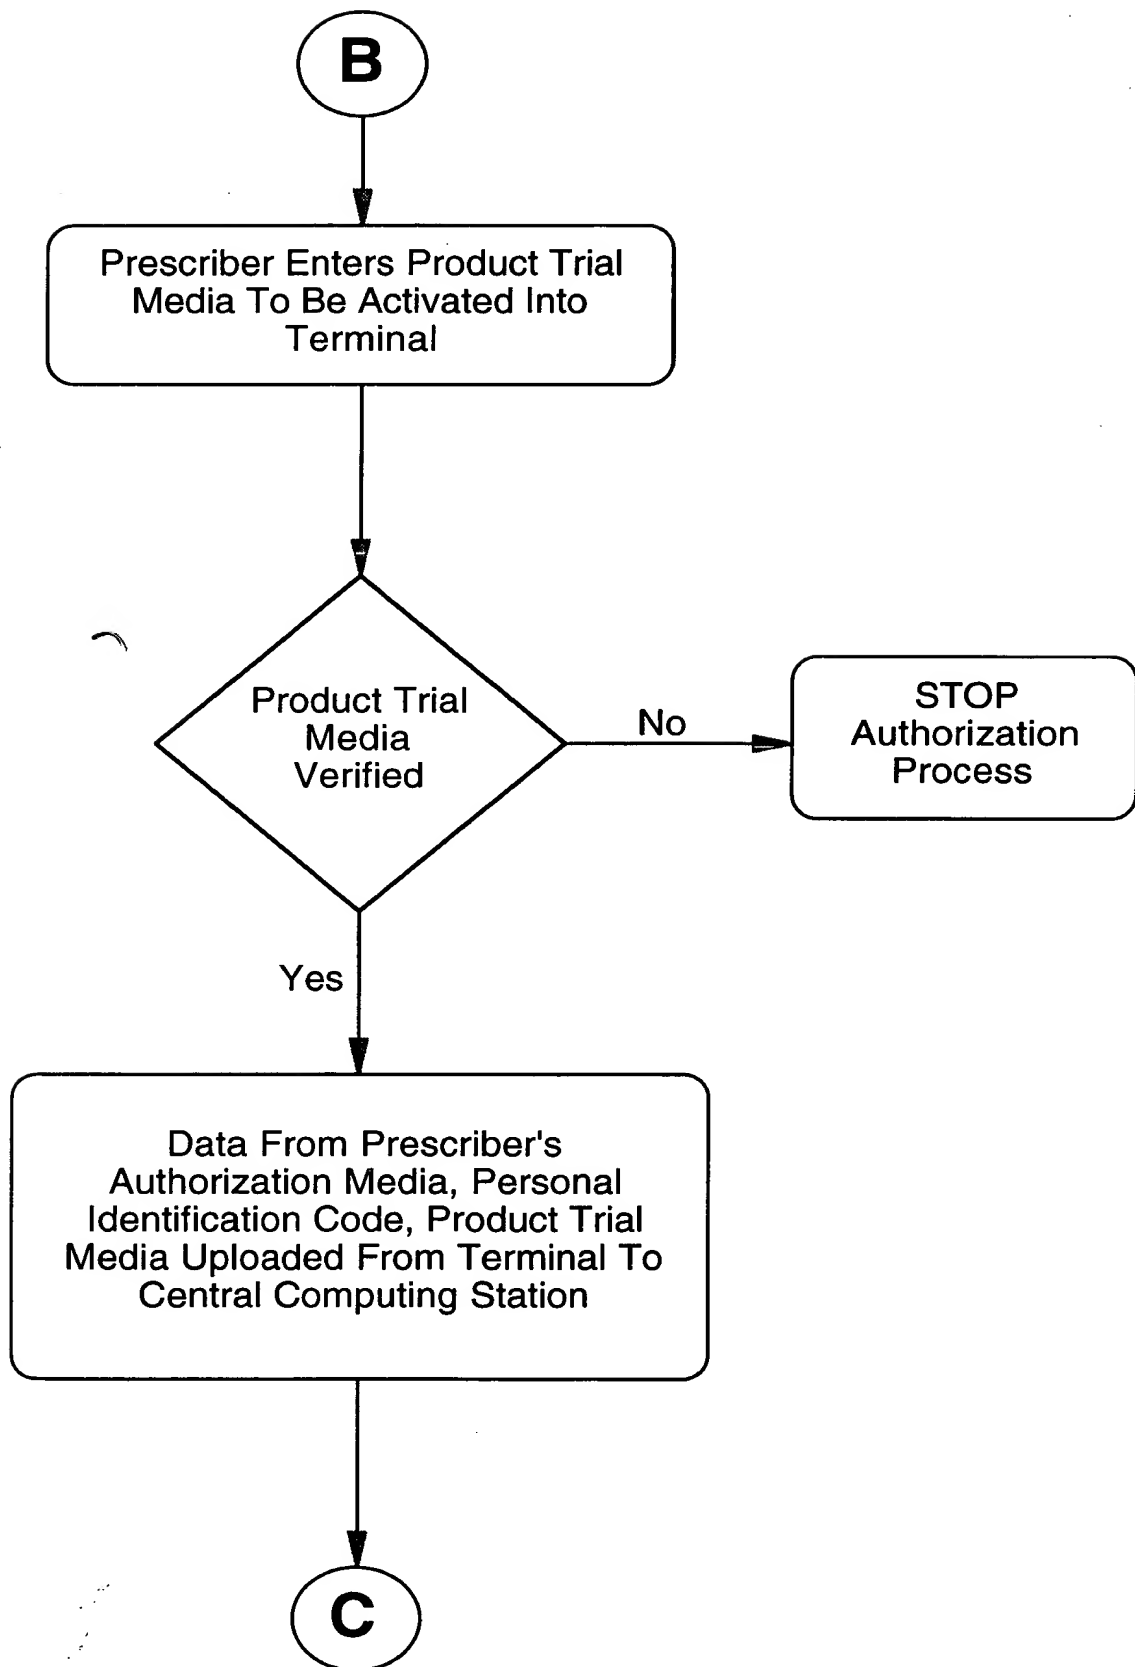 B
Prescriber Enters Product Trial
Media To Be Activated Into
Terminal
Product Trial
Media
Verified
No
STOP
Authorization
Process
Yes
Data From Prescriber's
Authorization Media, Personal
Identification Code, Product Trial
Media Uploaded From Terminal To
Central Computing Station
C